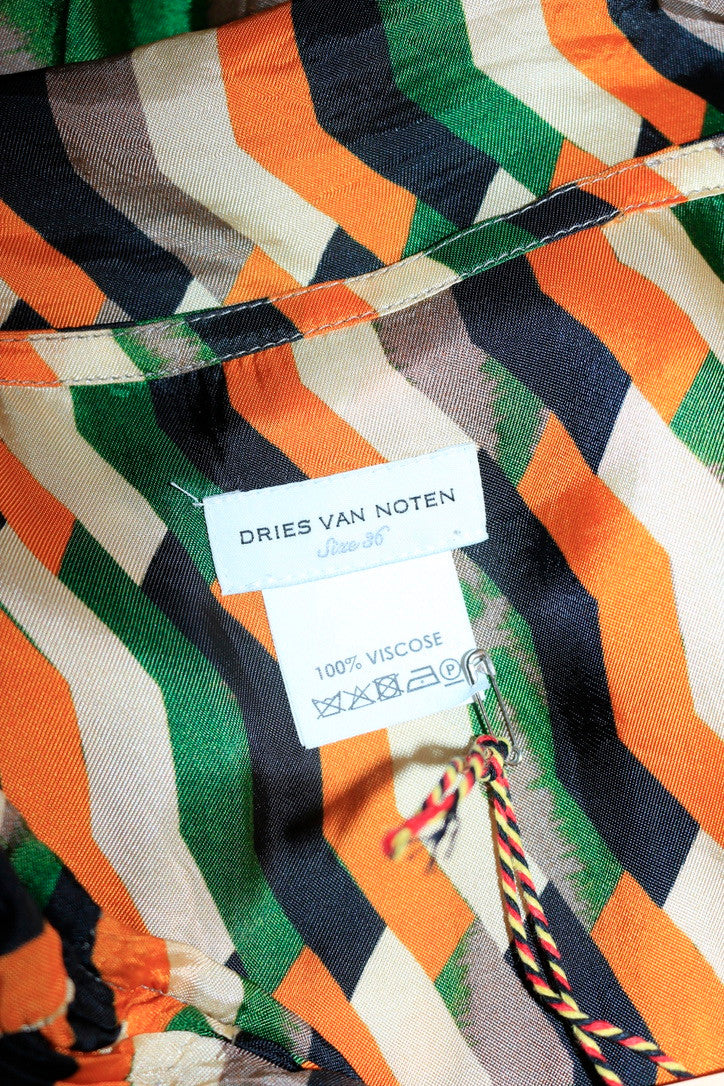 DRIES VAN NOTEN
Size 36
100% VISCOSE